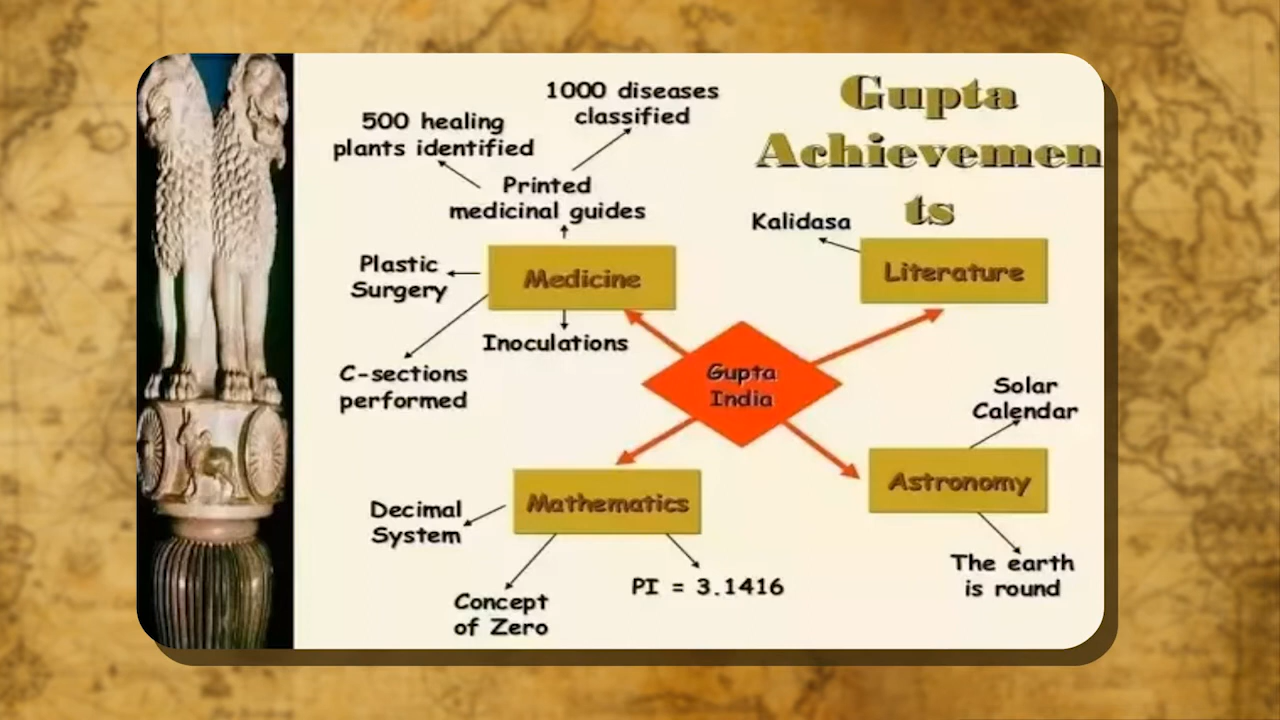 Gupta
Achievemen
ts
1000 diseases
classified
500 healing
plants identified
Printed
medicinal guides
Kalidasa
Plastic
Surgery
Medicine
Literature
Inoculations
C-sections
performed
Gupta
India
Solar
Calendar
Decimal
System
Mathematics
Astronomy
The earth
is round
PI = 3.1416
Concept
of Zero